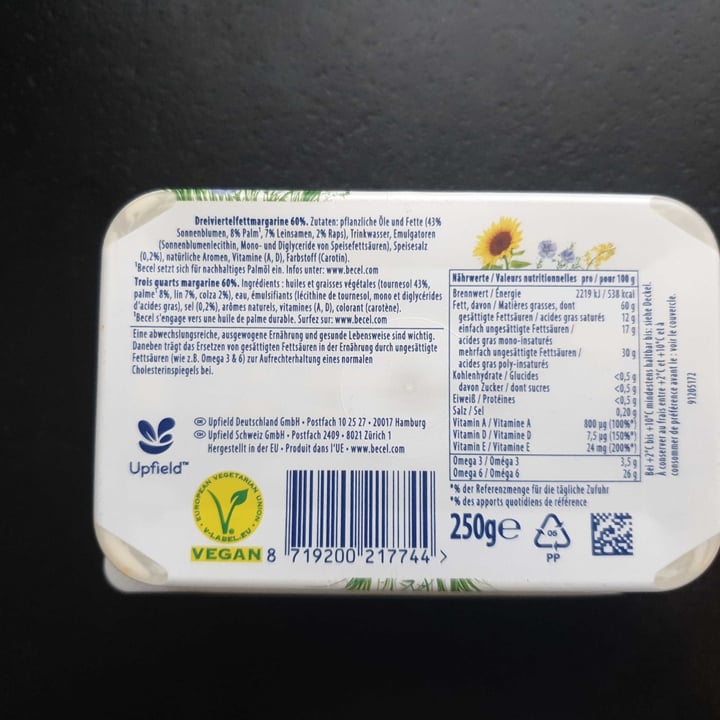 Dreiviertelfettmargarine 60%. Zutaten: pflanzliche Öle und Fette (43%
Sonnenblumen, 8% Palm¹, 7% Leinsamen, 2% Raps), Trinkwasser, Emulgatoren
(Sonnenblumenlecithin, Mono- und Diglyceride von Speisefettsäuren), Speisesalz
(0,2%), natürliche Aromen, Vitamine (A, D), Farbstoff (Carotin).
¹Becel setzt sich für nachhaltiges Palmöl ein. Infos unter: www.becel.com
Trois quarts margarine 60%. Ingrédients : huiles et graisses végétales (tournesol 43%,
palme¹ 8%, lin 7%, colza 2%), eau, émulsifiants (lécithine de tournesol, mono et diglycérides
d'acides gras), sel (0,2%), arômes naturels, vitamines (A, D), colorant (carotène).
¹Becel s'engage vers une huile de palme durable. Surfez sur: www.becel.com
Eine abwechslungsreiche, ausgewogene Ernährung und gesunde Lebensweise sind wichtig.
Daneben trägt das Ersetzen von gesättigten Fettsäuren in der Ernährung durch ungesättigte
Fettsäuren (wie z.B. Omega 3 & 6) zur Aufrechterhaltung eines normalen
Cholesterinspiegels bei.
Upfield™
DE Upfield Deutschland GmbH • Postfach 10 25 27 • 20017 Hamburg
CH Upfield Schweiz GmbH • Postfach 2409 • 8021 Zürich 1
Hergestellt in der EU • Produit dans l'UE • www.becel.com
EUROPEAN VEGETARIAN UNION
V-LABEL.EU
VEGAN
8 719200 217744 >
Nährwerte / Valeurs nutritionnelles pro / pour 100 g
Brennwert / Énergie 2219 kJ / 538 kcal
Fett, davon / Matières grasses, dont 60 g
gesättigte Fettsäuren / acides gras saturés 12 g
einfach ungesättigte Fettsäuren / 17 g
acides gras mono-insaturés
mehrfach ungesättigte Fettsäuren / 30 g
acides gras poly-insaturés
Kohlenhydrate / Glucides <0,5 g
davon Zucker / dont sucres <0,5 g
Eiweiß / Protéines <0,5 g
Salz / Sel 0,20 g
Vitamin A / Vitamine A 800 µg (100%*)
Vitamin D / Vitamine D 7,5 µg (150%*)
Vitamin E / Vitamine E 24 mg (200%*)
Omega 3 / Oméga 3 3,5 g
Omega 6 / Oméga 6 26 g
*% der Referenzmenge für die tägliche Zufuhr
*% des apports quotidiens de référence
250g e
05
PP
Bei +2°C bis +10°C mindestens haltbar bis: siehe Deckel.
À conserver au frais entre +2°C et +10°C et à
consommer de préférence avant le : voir le couvercle.
91205172